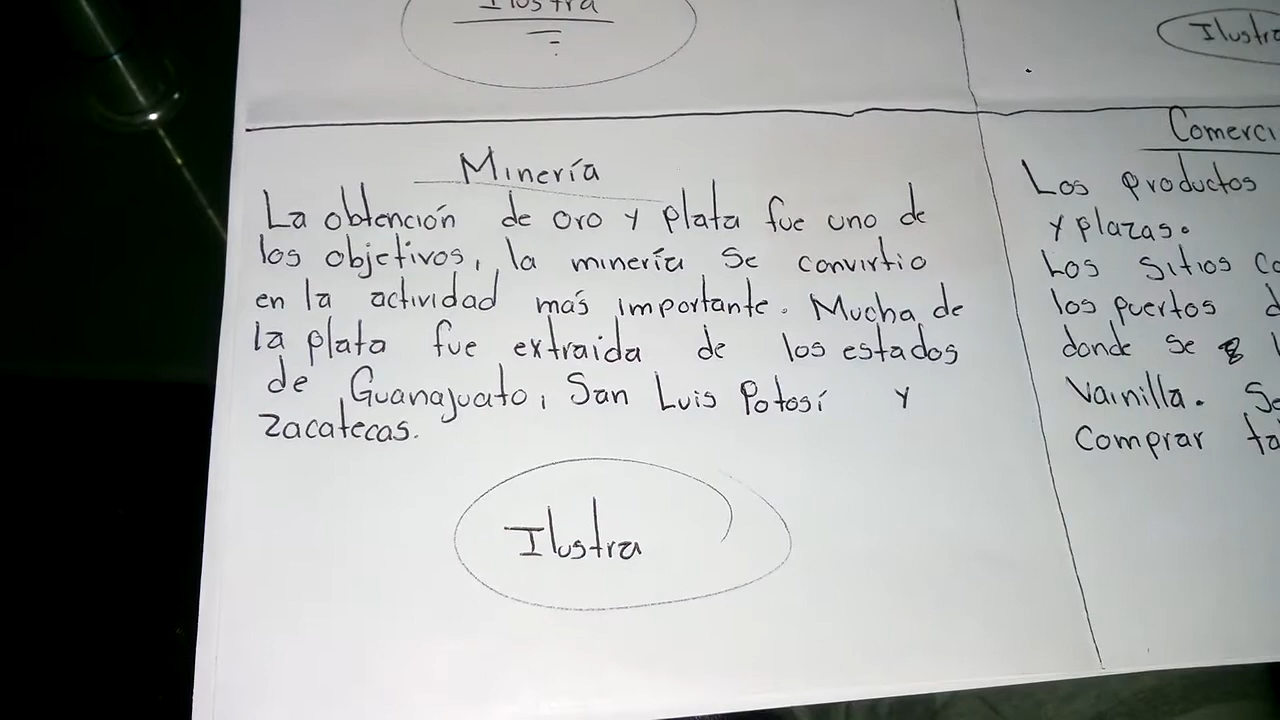 Ilustra
Ilustra
Minería
La obtención de oro y plata fue uno de
los objetivos, la minería se convirtio
en la actividad más importante. Mucha de
la plata fue extraida de los estados
de Guanajuato, San Luis Potosí y
Zacatecas.
Ilustra
Comerci
Los productos
y plazas.
Los sitios
los puertos
donde se
Vainilla.
Comprar